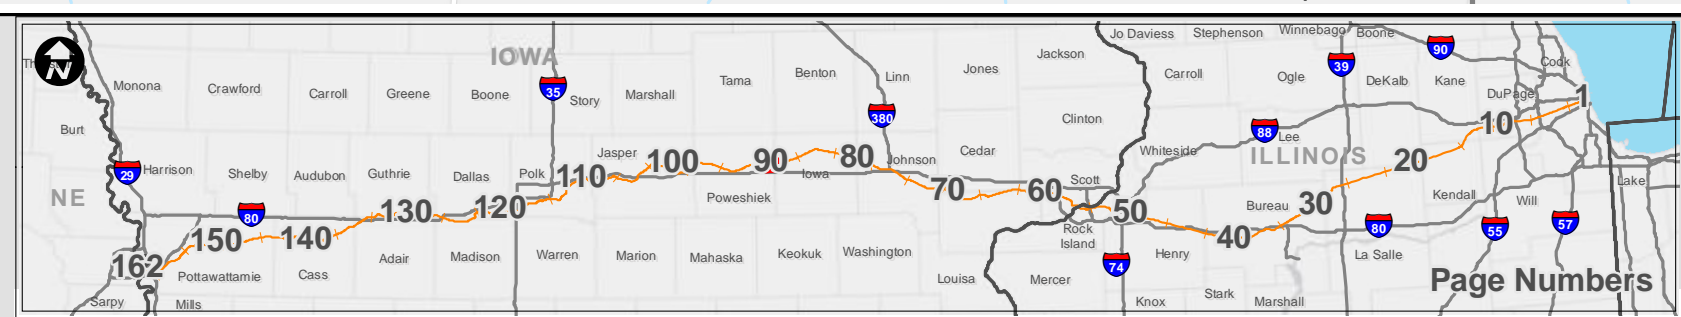 Jo Daviess
Stephenson
Winnebago
Boone
IOWA
Jackson
39
90
Cook
N
Monona
Crawford
Carroll
Greene
Boone
35
Story
Marshall
Tama
Benton
Linn
Jones
Carroll
Ogle
DeKalb
Kane
DuPage
1
380
Clinton
10
Burt
88
Lee
29
Harrison
Shelby
Audubon
Guthrie
Dallas
Polk
110
Jasper
100
90
Iowa
80
Johnson
Cedar
Whiteside
ILLINOIS
20
NE
80
130
120
Poweshiek
70
60
Scott
50
Bureau
30
Kendall
Will
Lake
162
150
140
Rock
Island
40
80
55
57
Pottawattamie
Cass
Adair
Madison
Warren
Marion
Mahaska
Keokuk
Washington
Louisa
Mercer
74
Henry
La Salle
Page Numbers
Sarpy
Mills
Knox
Stark
Marshall